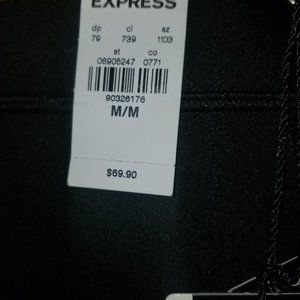 EXPRESS
dp cl sz
79 739 1103
st co
06905247 0771
90326176
M/M
$69.90